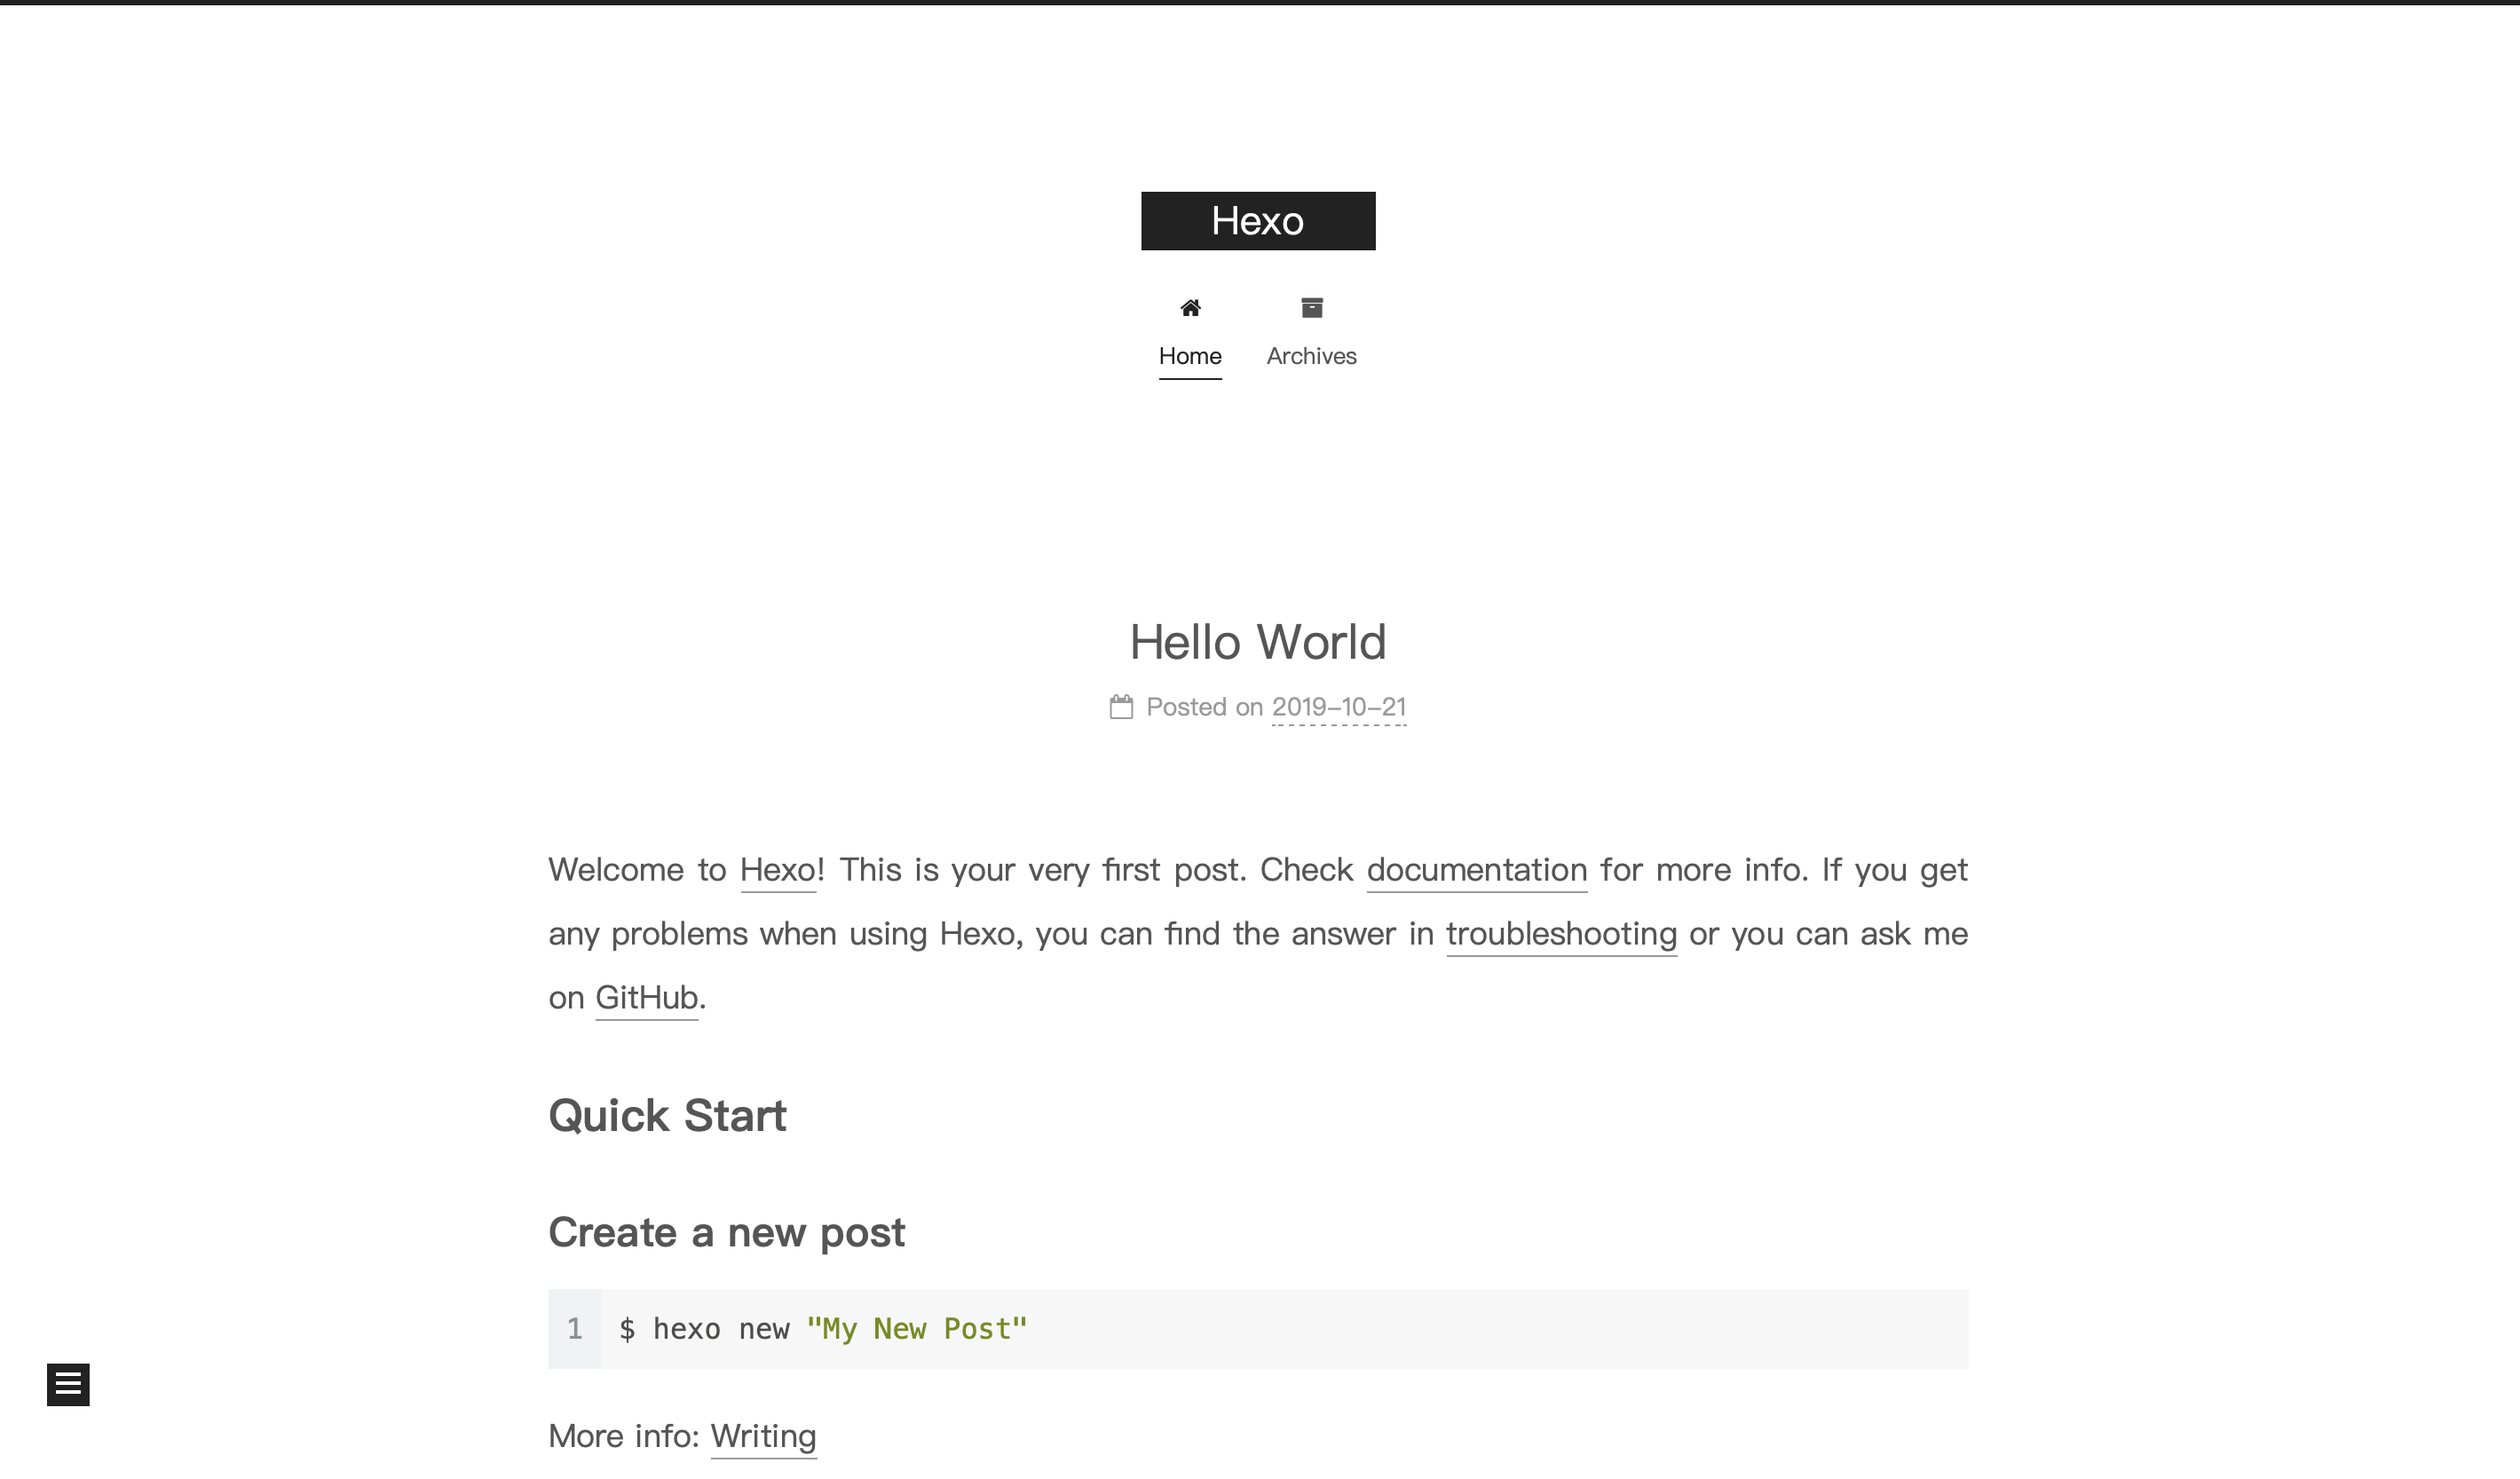 Hexo
Home
Archives
Hello World
Posted on 2019-10-21
Welcome to Hexo! This is your very first post. Check documentation for more info. If you get
any problems when using Hexo, you can find the answer in troubleshooting or you can ask me
on GitHub.
Quick Start
Create a new post
1 $ hexo new "My New Post"
More info: Writing